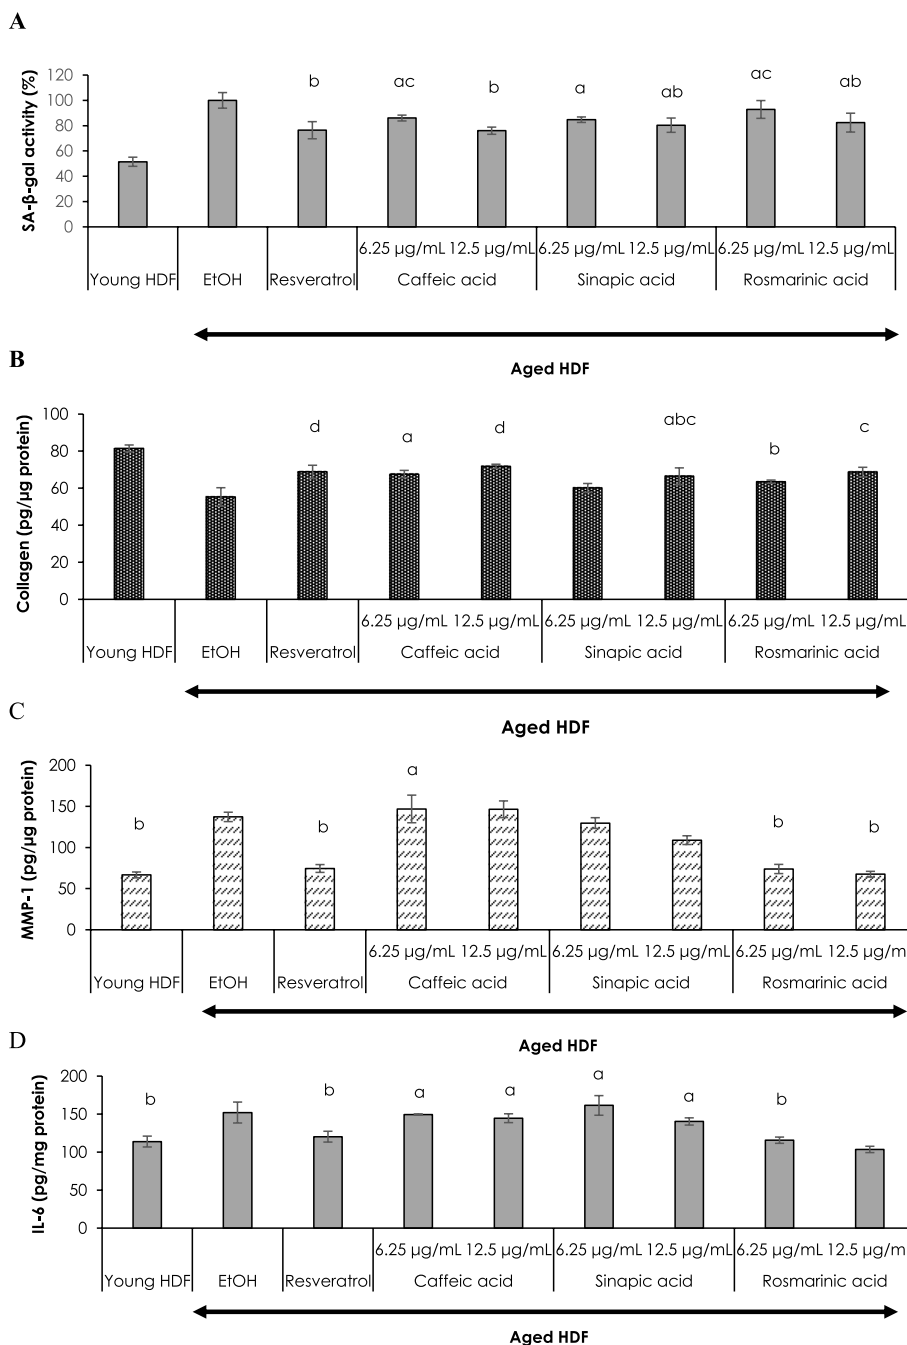 A
SA-β-gal activity (%)
120
100
80
60
40
20
0
b
ac
b
a
ab
ac
ab
6.25 µg/mL 12.5 µg/mL 6.25 µg/mL 12.5 µg/mL 6.25 µg/mL 12.5 µg/mL
Young HDF EtOH Resveratrol Caffeic acid Sinapic acid Rosmarinic acid
Aged HDF
B
Collagen (pg/µg protein)
100
80
60
40
20
0
d
a
d
abc
b
c
6.25 µg/mL 12.5 µg/mL 6.25 µg/mL 12.5 µg/mL 6.25 µg/mL 12.5 µg/mL
Young HDF EtOH Resveratrol Caffeic acid Sinapic acid Rosmarinic acid
Aged HDF
C
MMP-1 (pg/µg protein)
200
150
100
50
0
b
b
a
b
b
6.25 µg/mL 12.5 µg/mL 6.25 µg/mL 12.5 µg/mL 6.25 µg/mL 12.5 µg/m
Young HDF EtOH Resveratrol Caffeic acid Sinapic acid Rosmarinic acid
Aged HDF
D
IL-6 (pg/mg protein)
200
150
100
50
0
b
b
a
a
a
a
b
6.25 µg/mL 12.5 µg/mL 6.25 µg/mL 12.5 µg/mL 6.25 µg/mL 12.5 µg/m
Young HDF EtOH Resveratrol Caffeic acid Sinapic acid Rosmarinic acid
Aged HDF